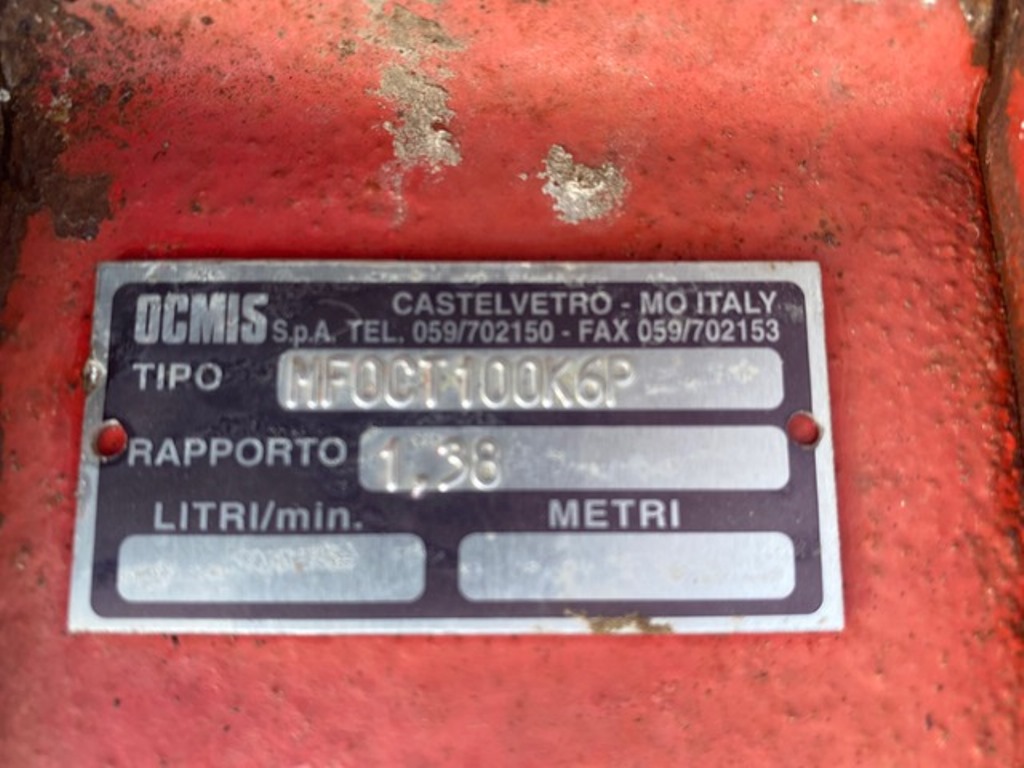 OCMIS CASTELVETRO - MO ITALY
S.p.A. TEL. 059/702150 - FAX 059/702153
TIPO MFOCT100K6P
RAPPORTO 1,38
LITRI/min. METRI